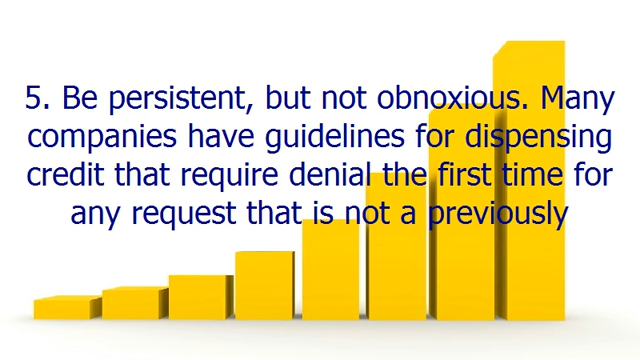 5. Be persistent, but not obnoxious. Many
companies have guidelines for dispensing
credit that require denial the first time for
any request that is not a previously